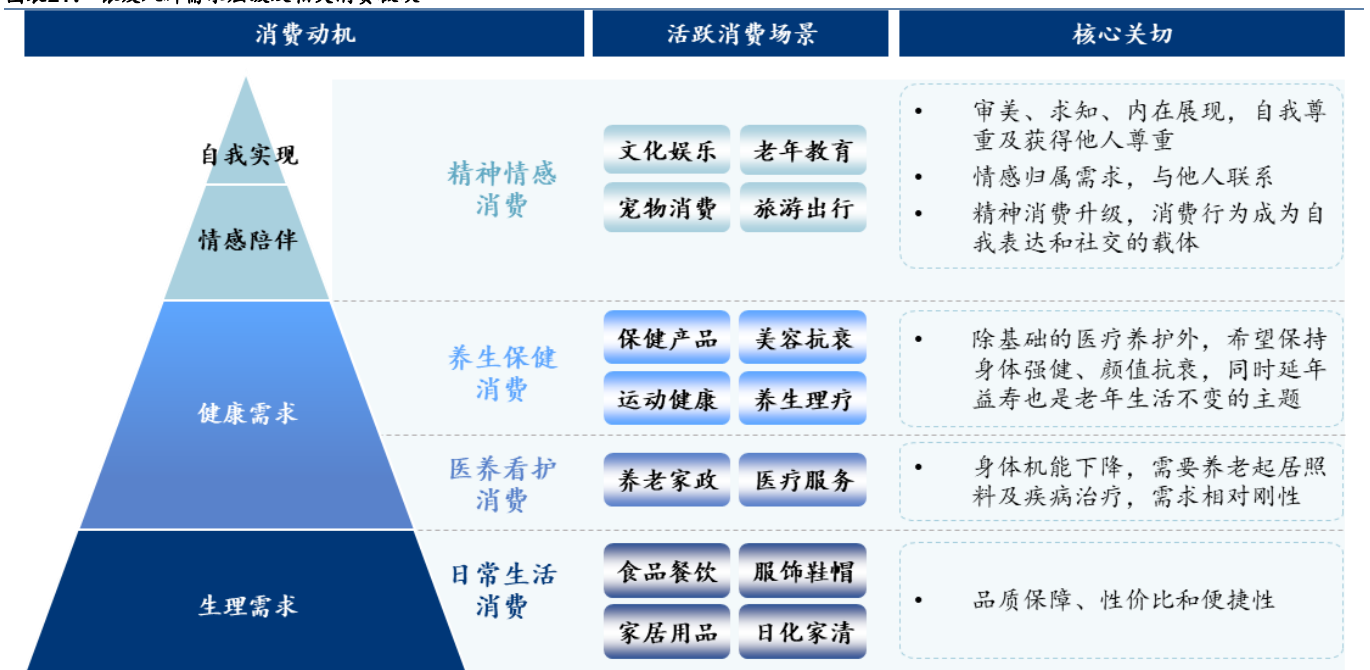 消费动机
活跃消费场景
核心关切
自我实现
情感陪伴
精神情感
消费
文化娱乐
老年教育
宠物消费
旅游出行
• 审美、求知、内在展现，自我尊
重及获得他人尊重
• 情感归属需求，与他人联系
• 精神消费升级，消费行为成为自
我表达和社交的载体
健康需求
养生保健
消费
保健产品
美容抗衰
运动健康
养生理疗
• 除基础的医疗养护外，希望保持
身体强健、颜值抗衰，同时延年
益寿也是老年生活不变的主题
医养看护
消费
养老家政
医疗服务
• 身体机能下降，需要养老起居照
料及疾病治疗，需求相对刚性
生理需求
日常生活
消费
食品餐饮
服饰鞋帽
家居用品
日化家清
• 品质保障、性价比和便捷性